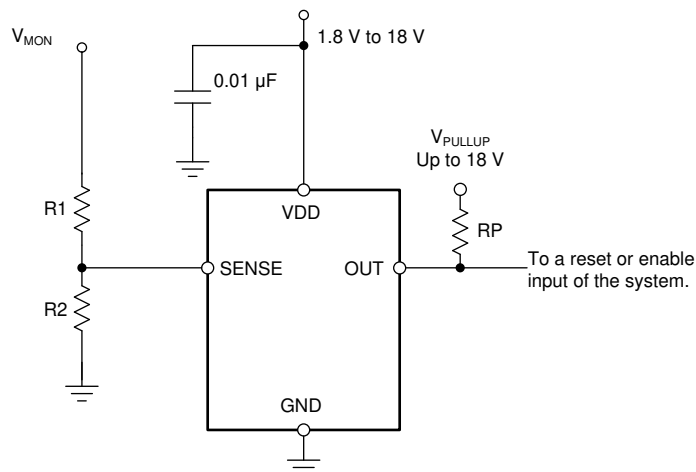 V_MON
1.8 V to 18 V
0.01 µF
V_PULLUP
Up to 18 V
R1
VDD
RP
SENSE
OUT
To a reset or enable
input of the system.
R2
GND